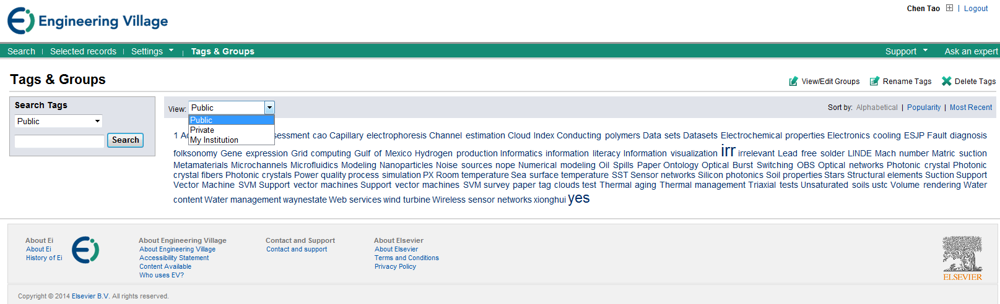 Chen Tao | Logout
Ei Engineering Village
Search | Selected records | Settings | Tags & Groups Support Ask an expert
Tags & Groups
View/Edit Groups Rename Tags Delete Tags
Search Tags
Public
Search
View: Public
Public
Private
My Institution
Sort by: Alphabetical | Popularity | Most Recent
1 sessment cao Capillary electrophoresis Channel estimation Cloud Index Conducting polymers Data sets Datasets Electrochemical properties Electronics cooling ESJP Fault diagnosis
folksonomy Gene expression Grid computing Gulf of Mexico Hydrogen production Informatics information literacy Information visualization irr irrelevant Lead free solder LINDE Mach number Matric suction
Metamaterials Microchannels Microfluidics Modeling Nanoparticles Noise sources nope Numerical modeling Oil Spills Paper Ontology Optical Burst Switching OBS Optical networks Photonic crystal Photonic
crystal fibers Photonic crystals Power quality process simulation PX Room temperature Sea surface temperature SST Sensor networks Silicon photonics Soil properties Stars Structural elements Suction Support
Vector Machine SVM Support vector machines Support vector machines SVM survey paper tag clouds test Thermal aging Thermal management Triaxial tests Unsaturated soils ustc Volume rendering Water
content Water management waynestate Web services wind turbine Wireless sensor networks xionghui yes
About Ei
About Ei
History of Ei
Ei
About Engineering Village
About Engineering Village
Accessibility Statement
Content Available
Who uses EV?
Contact and Support
Contact and support
About Elsevier
About Elsevier
Terms and Conditions
Privacy Policy
ELSEVIER
Copyright © 2014 Elsevier B.V. All rights reserved.